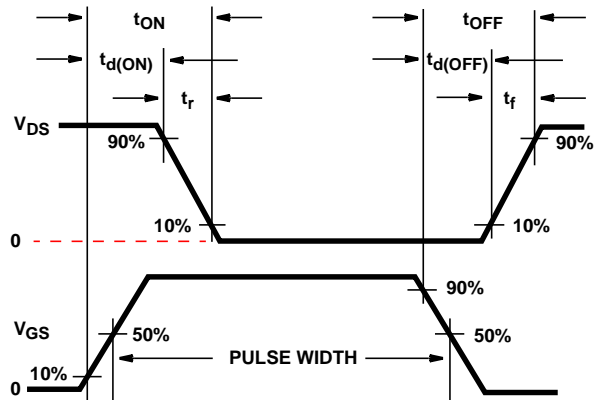 tON tOFF
td(ON) td(OFF)
tr tf
VDS
90% 90%
10% 10%
0
90%
VGS 50% 50%
PULSE WIDTH
10%
0